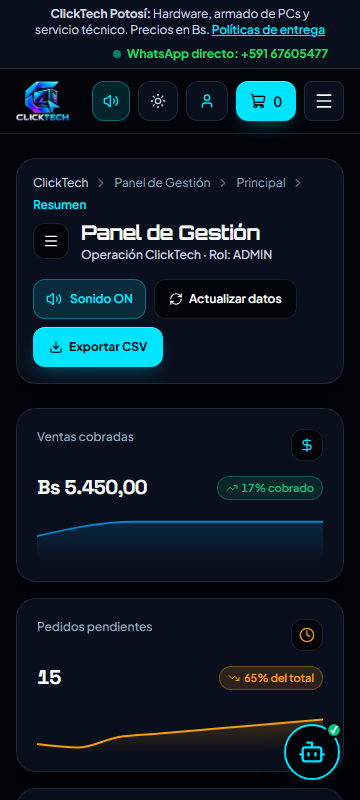 ClickTech Potosí: Hardware, armado de PCs y
servicio técnico. Precios en Bs. Políticas de entrega
WhatsApp directo: +591 67605477
CLICKTECH
0
ClickTech > Panel de Gestión > Principal >
Resumen
Panel de Gestión
Operación ClickTech · Rol: ADMIN
Sonido ON
Actualizar datos
Exportar CSV
Ventas cobradas
Bs 5.450,00
17% cobrado
Pedidos pendientes
15
65% del total